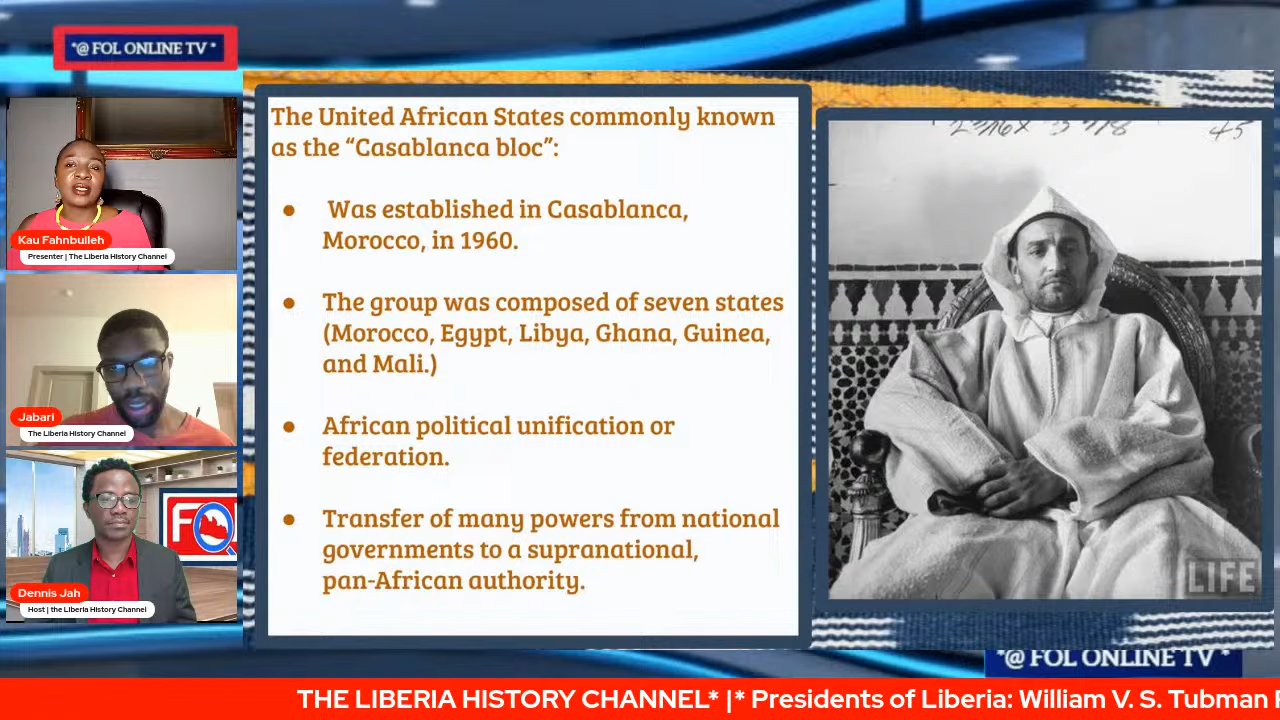 *@ FOL ONLINE TV *
The United African States commonly known
as the “Casablanca bloc”:
● Was established in Casablanca,
Morocco, in 1960.
● The group was composed of seven states
(Morocco, Egypt, Libya, Ghana, Guinea,
and Mali.)
● African political unification or
federation.
● Transfer of many powers from national
governments to a supranational,
pan-African authority.
45
LIFE
Kau Fahnbulleh
Presenter | The Liberia History Channel
Jabari
The Liberia History Channel
Dennis Jah
Host | the Liberia History Channel
*@ FOL ONLINE TV *
THE LIBERIA HISTORY CHANNEL* |* Presidents of Liberia: William V. S. Tubman